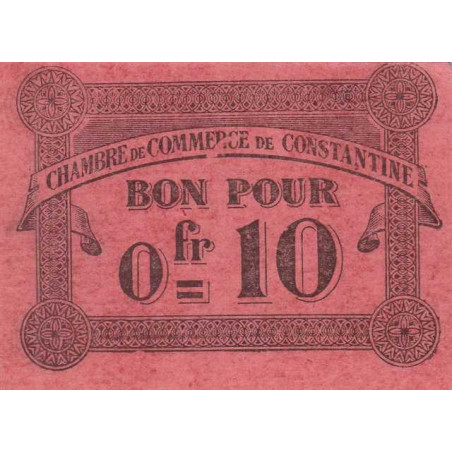 CHAMBRE DE COMMERCE DE CONSTANTINE
BON POUR
0fr = 10